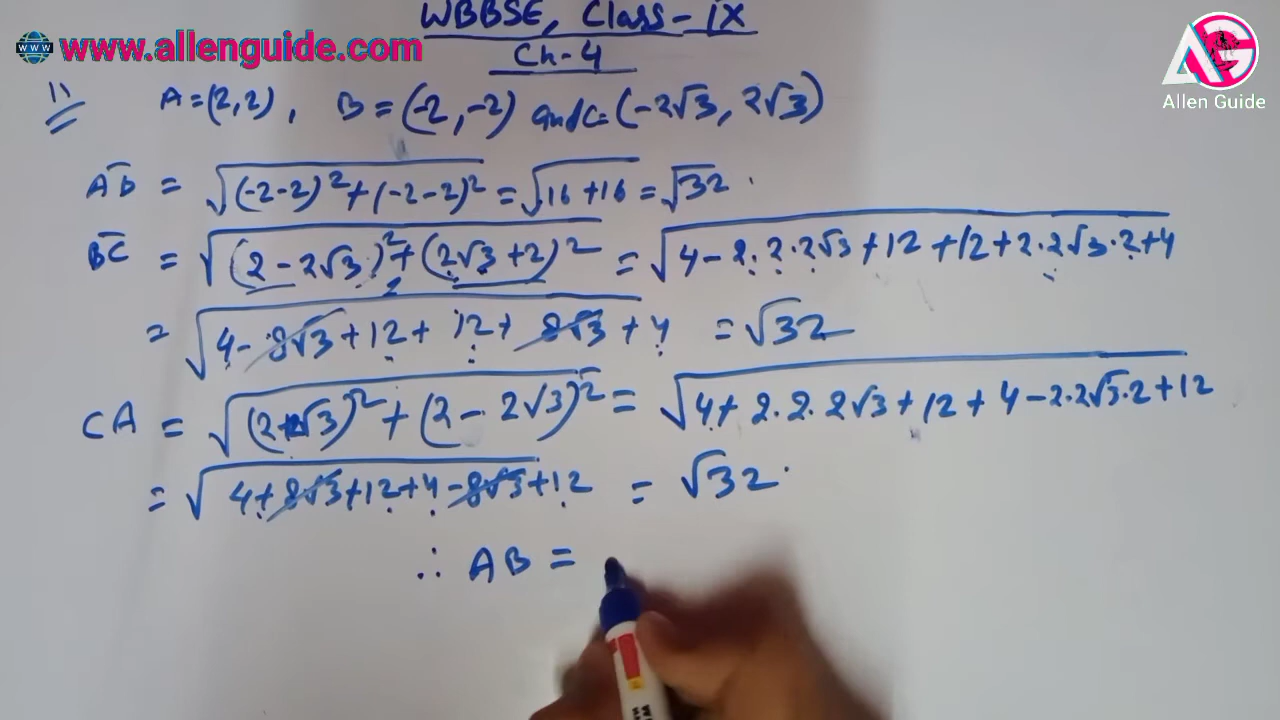 WBBSE, Class-IX
www.allenguide.com
Ch-4
AG
Allen Guide
11 A=(2,2), B=(-2,-2) and C=(-2√3, 2√3)
AB = √(-2-2)²+(-2-2)² = √16+16 = √32.
BC = √(2-2√3)²+(2√3+2)² = √4-2.2.2√3+12+12+2.2√3.2+4
= √4-8√3+12+12+8√3+4 = √32
CA = √(2+2√3)²+(2-2√3)² = √4+2.2.2√3+12+4-2.2√3.2+12
= √4+8√3+12+4-8√3+12 = √32.
∴ AB =